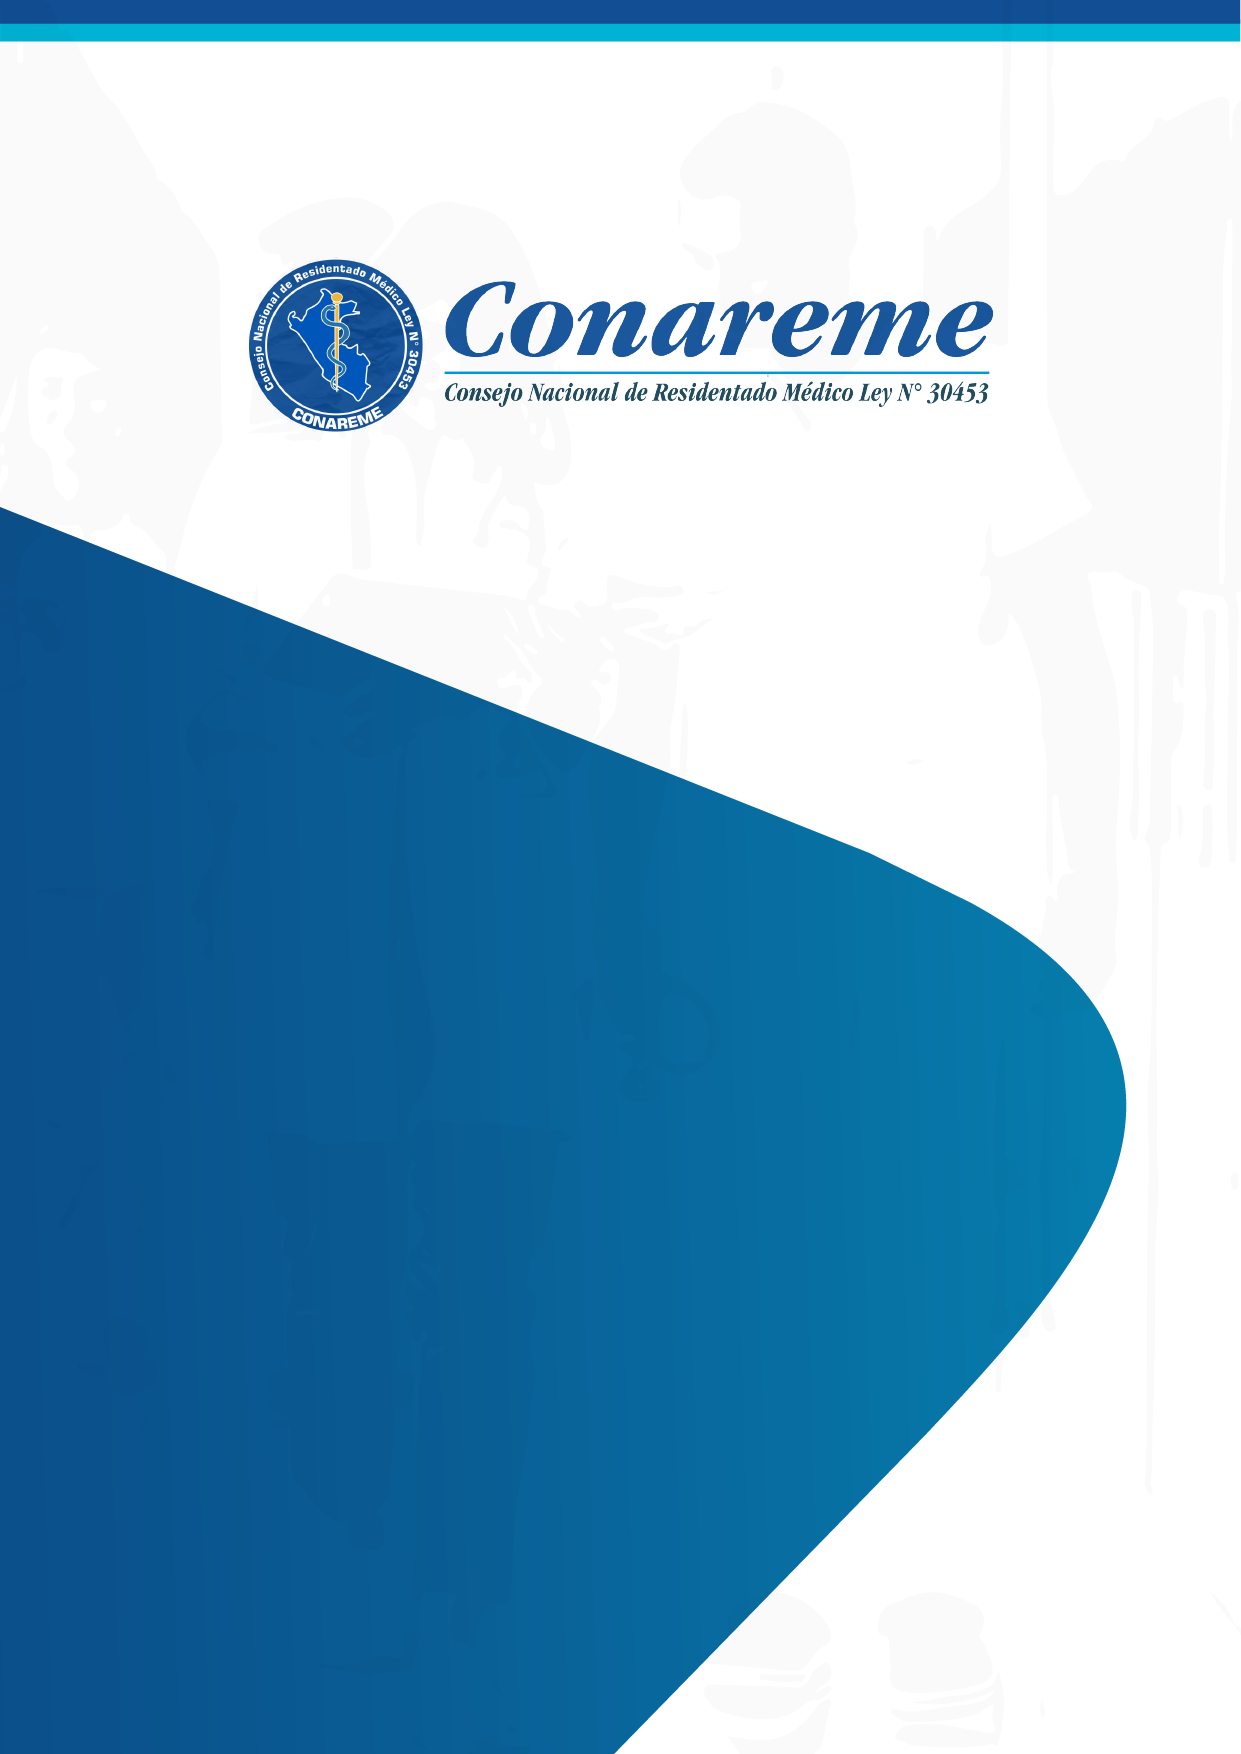 Consejo Nacional de Residentado Médico Ley N° 30453
CONAREME
Conareme
Consejo Nacional de Residentado Médico Ley N° 30453